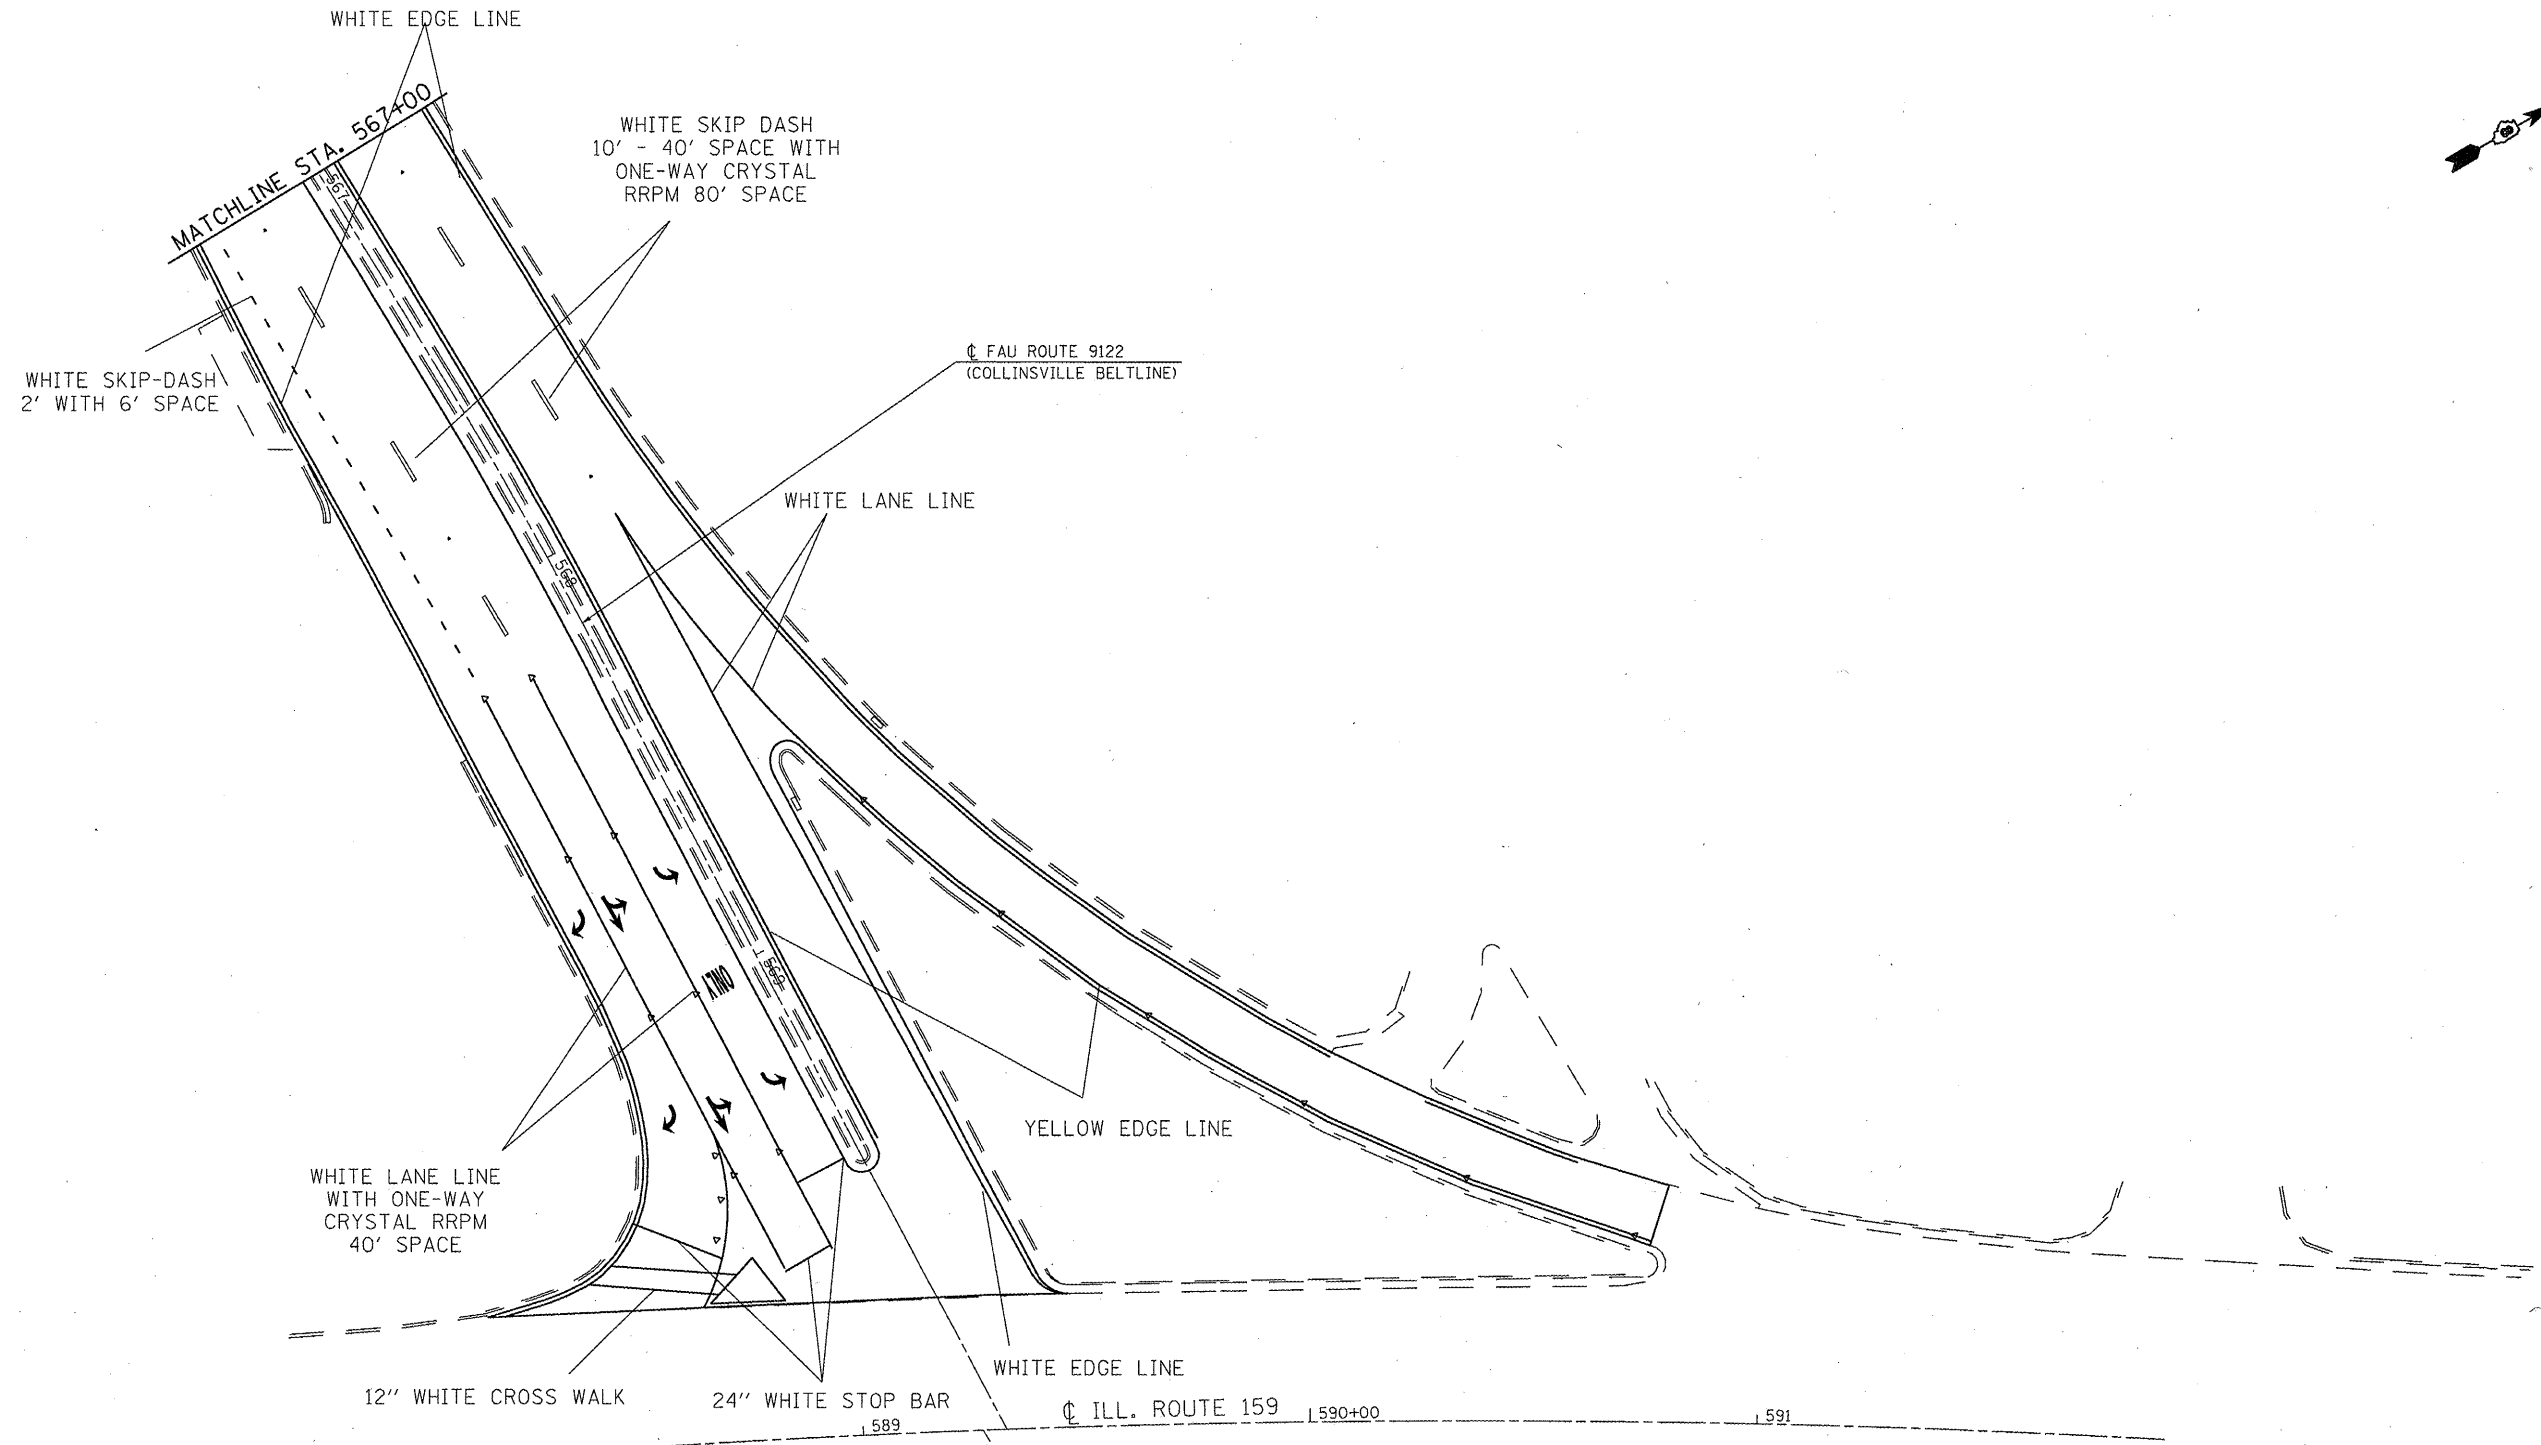 WHITE EDGE LINE
MATCHLINE STA. 567+00
567
WHITE SKIP DASH
10' - 40' SPACE WITH
ONE-WAY CRYSTAL
RRPM 80' SPACE
WHITE SKIP-DASH
2' WITH 6' SPACE
℄ FAU ROUTE 9122
(COLLINSVILLE BELTLINE)
WHITE LANE LINE
568
ONLY
569
YELLOW EDGE LINE
WHITE LANE LINE
WITH ONE-WAY
CRYSTAL RRPM
40' SPACE
WHITE EDGE LINE
12" WHITE CROSS WALK
24" WHITE STOP BAR
℄ ILL. ROUTE 159
589
590+00
591